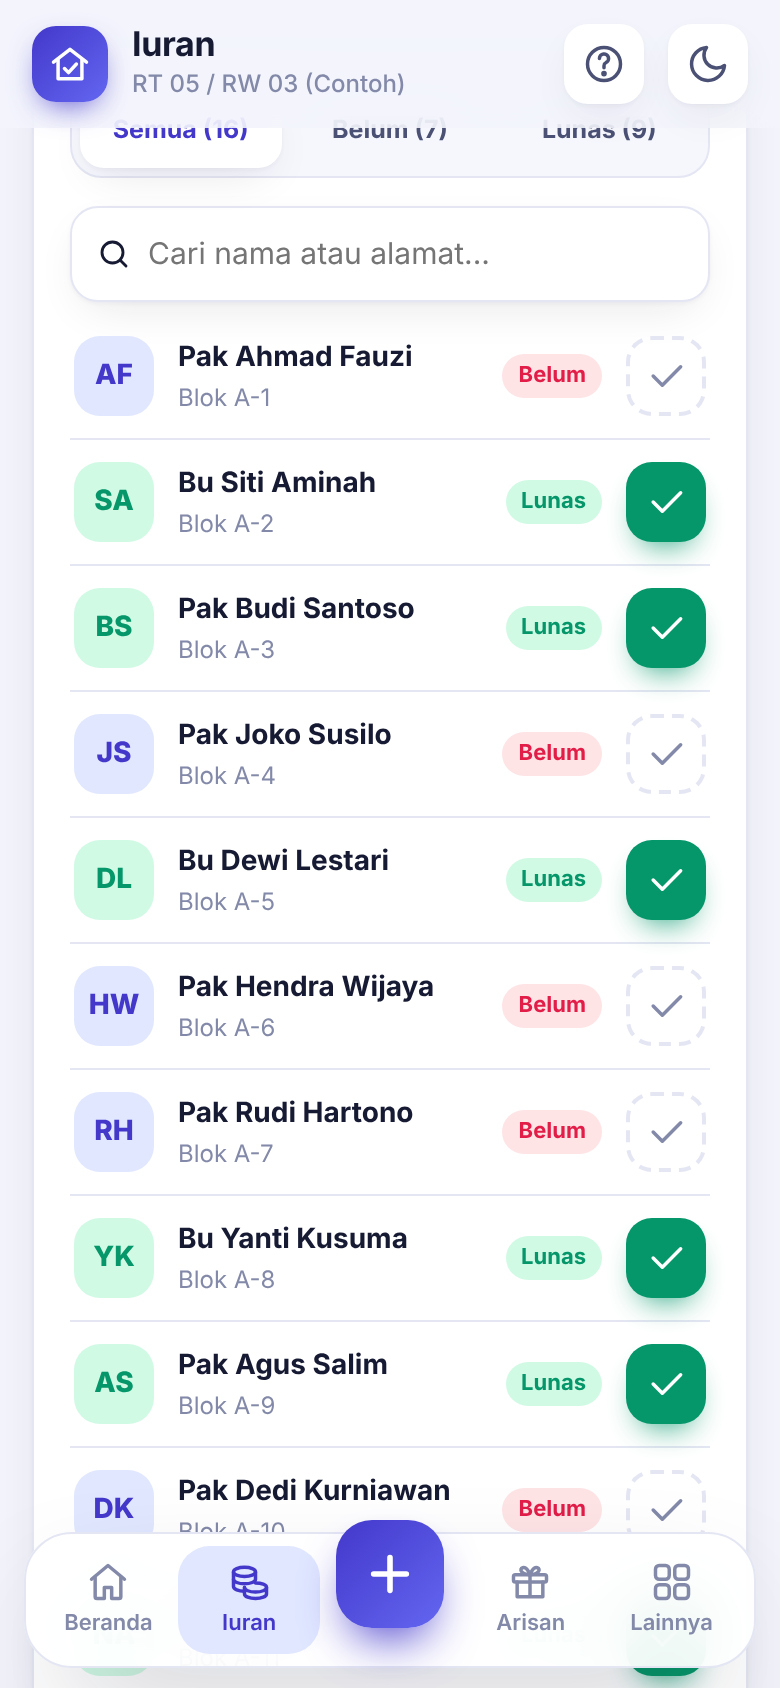 Iuran
RT 05 / RW 03 (Contoh)
Semua (16)
Belum (7)
Lunas (9)
Cari nama atau alamat...
AF
Pak Ahmad Fauzi
Blok A-1
Belum
SA
Bu Siti Aminah
Blok A-2
Lunas
BS
Pak Budi Santoso
Blok A-3
Lunas
JS
Pak Joko Susilo
Blok A-4
Belum
DL
Bu Dewi Lestari
Blok A-5
Lunas
HW
Pak Hendra Wijaya
Blok A-6
Belum
RH
Pak Rudi Hartono
Blok A-7
Belum
YK
Bu Yanti Kusuma
Blok A-8
Lunas
AS
Pak Agus Salim
Blok A-9
Lunas
DK
Pak Dedi Kurniawan
Blok A-10
Belum
Beranda
Iuran
Arisan
Lainnya